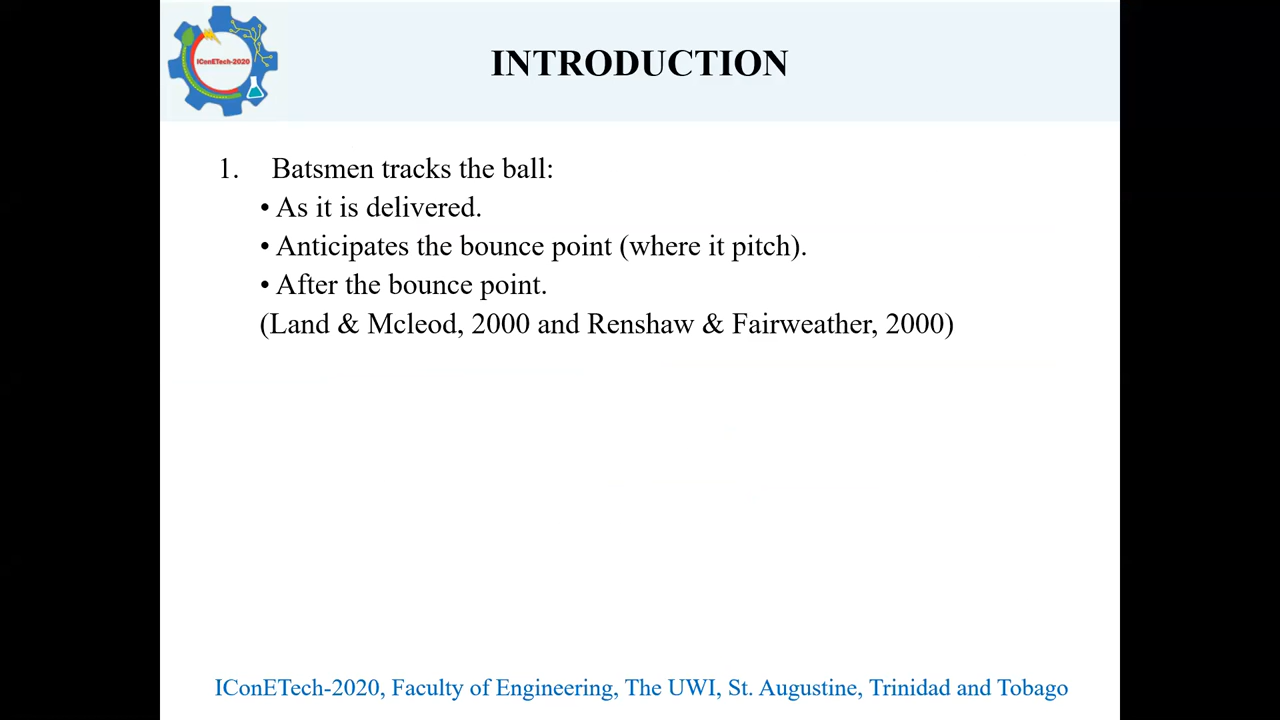 IConETech-2020
INTRODUCTION
1. Batsmen tracks the ball:
• As it is delivered.
• Anticipates the bounce point (where it pitch).
• After the bounce point.
(Land & Mcleod, 2000 and Renshaw & Fairweather, 2000)
IConETech-2020, Faculty of Engineering, The UWI, St. Augustine, Trinidad and Tobago